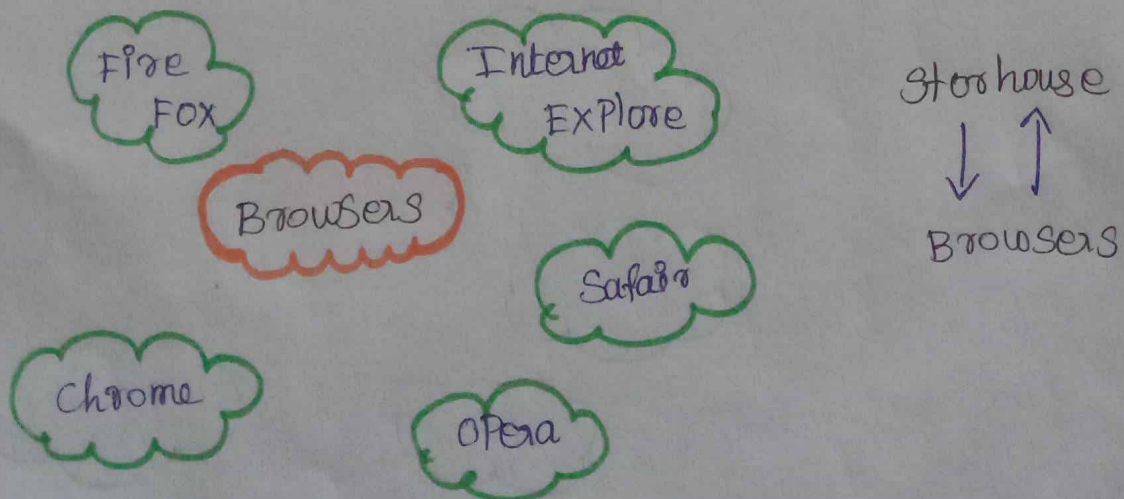 Fire
Fox
Internet
Explore
Storhouse
Browsers
Browsers
Safair
Chrome
Opera